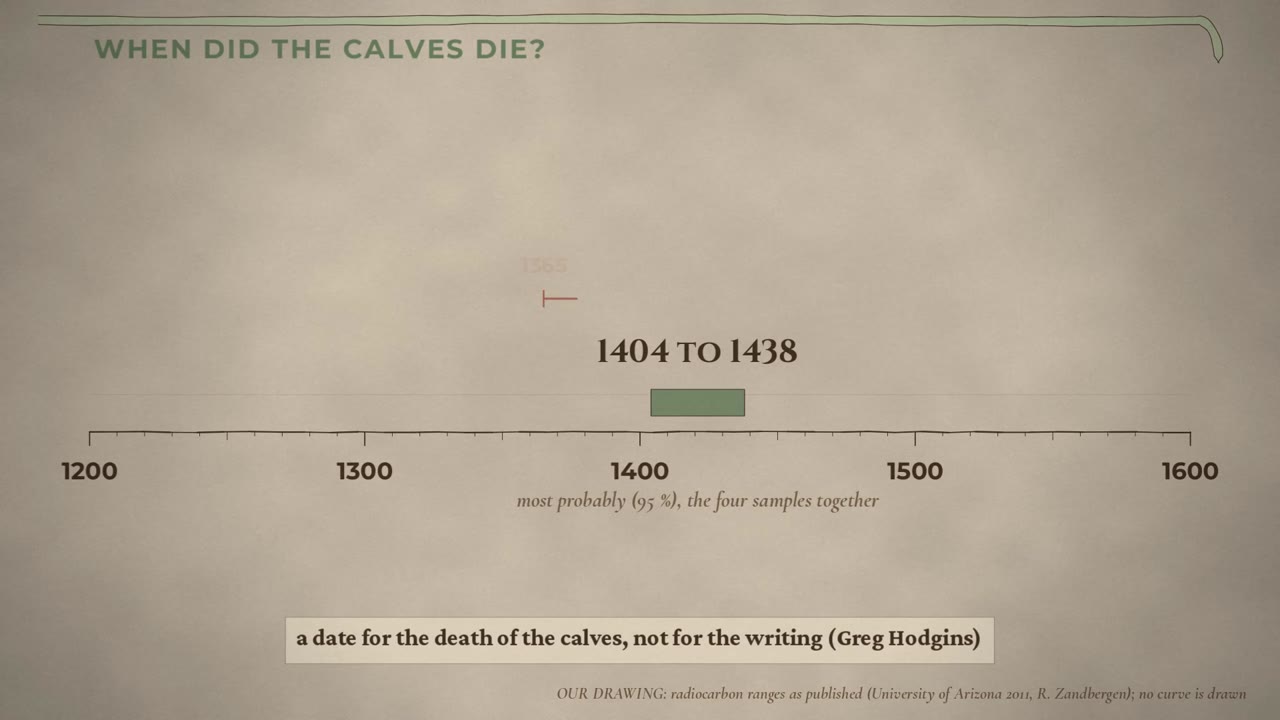 WHEN DID THE CALVES DIE?
1365
1404 TO 1438
1200 1300 1400 1500 1600
most probably (95 %), the four samples together
a date for the death of the calves, not for the writing (Greg Hodgins)
OUR DRAWING: radiocarbon ranges as published (University of Arizona 2011, R. Zandbergen); no curve is drawn